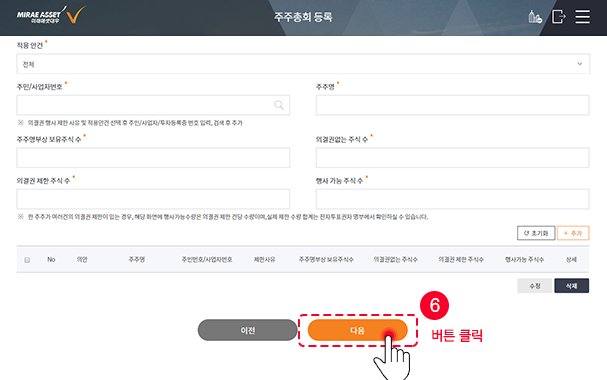 MIRAE ASSET
미래에셋대우
주주총회 등록
적용 안건 *
전체
주민/사업자번호 *
주주명 *
※ 의결권 행사 제한 사유 및 적용안건 선택 후 주민/사업자/투자등록증 번호 입력, 검색 후 추가
주주명부상 보유주식 수 *
의결권없는 주식 수 *
의결권 제한 주식 수 *
행사 가능 주식 수 *
※ 한 주주가 여러건의 의결권 제한이 있는 경우, 해당 화면에 행사가능수량은 의결권 제한 전당 수량이며,실제 제한 수량 합계는 전자투표권자 명부에서 확인하실 수 있습니다.
초기화
+ 추가
No 의안 주주명 주민번호/사업자번호 제한사유 주주명부상 보유주식수 의결권없는 주식수 의결권 제한 주식수 행사가능 주식수 상세
수정
삭제
이전
다음
6
버튼 클릭